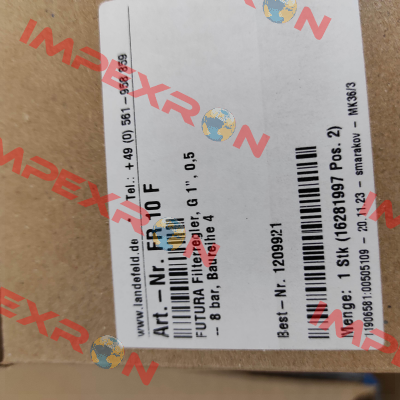 www.landefeld.de • Tel.: +49 (0) 561-958 859
Art.-Nr. FR 10 F
FUTURA Filterregler, G 1", 0,5
- 8 bar, Baureihe 4
Best-Nr. 1209921
Menge: 1 Stk (16281997 Pos. 2)
11906581:00505109 - 20.11.23 - smarakov - MK36/3
IMPEXRON
IMPEXRON
IMPEXRON